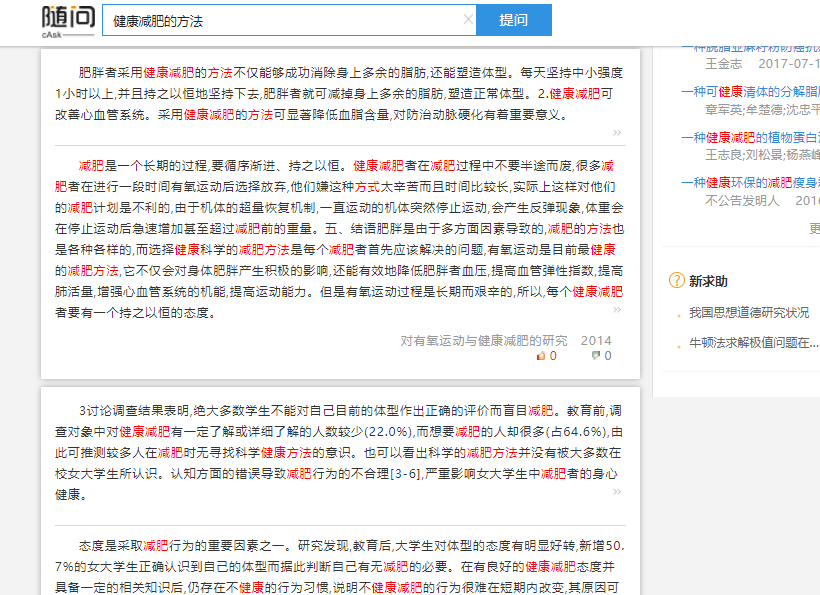 随问
cAsk
健康减肥的方法
提问
肥胖者采用健康减肥的方法不仅能够成功消除身上多余的脂肪,还能塑造体型。每天坚持中小强度
1小时以上,并且持之以恒地坚持下去,肥胖者就可减掉身上多余的脂肪,塑造正常体型。2.健康减肥可
改善心血管系统。采用健康减肥的方法可显著降低血脂含量,对防治动脉硬化有着重要意义。
»
减肥是一个长期的过程,要循序渐进、持之以恒。健康减肥者在减肥过程中不要半途而废,很多减
肥者在进行一段时间有氧运动后选择放弃,他们嫌这种方式太辛苦而且时间比较长,实际上这样对他们
的减肥计划是不利的,由于机体的超量恢复机制,一直运动的机体突然停止运动,会产生反弹现象,体重会
在停止运动后急速增加甚至超过减肥前的重量。五、结语肥胖是由于多方面因素导致的,减肥的方法也
是各种各样的,而选择健康科学的减肥方法是每个减肥者首先应该解决的问题,有氧运动是目前最健康
的减肥方法,它不仅会对身体肥胖产生积极的影响,还能有效地降低肥胖者血压,提高血管弹性指数,提高
肺活量,增强心血管系统的机能,提高运动能力。但是有氧运动过程是长期而艰辛的,所以,每个健康减肥
者要有一个持之以恒的态度。
»
对有氧运动与健康减肥的研究 2014
0 0
3讨论调查结果表明,绝大多数学生不能对自己目前的体型作出正确的评价而盲目减肥。教育前,调
查对象中对健康减肥有一定了解或详细了解的人数较少(22.0%),而想要减肥的人却很多(占64.6%),由
此可推测较多人在减肥时无寻找科学健康方法的意识。也可以看出科学的减肥方法并没有被大多数在
校女大学生所认识。认知方面的错误导致减肥行为的不合理[3-6],严重影响女大学生中减肥者的身心
健康。
»
态度是采取减肥行为的重要因素之一。研究发现,教育后,大学生对体型的态度有明显好转,新增50.
7%的女大学生正确认识到自己的体型而据此判断自己有无减肥的必要。在有良好的健康减肥态度并
具备一定的相关知识后,仍存在不健康的行为习惯,说明不健康减肥的行为很难在短期内改变,其原因可
一种脱脂亚麻籽粉防癌抗
王金志 2017-07-1
一种可健康清体的分解脂
章军英;牟楚德;沈忠平
一种健康减肥的植物蛋白
王志良;刘松景;杨燕峰
一种健康环保的减肥瘦身
不公告发明人 2016
更
新求助
我国思想道德研究状况
牛顿法求解极值问题在...